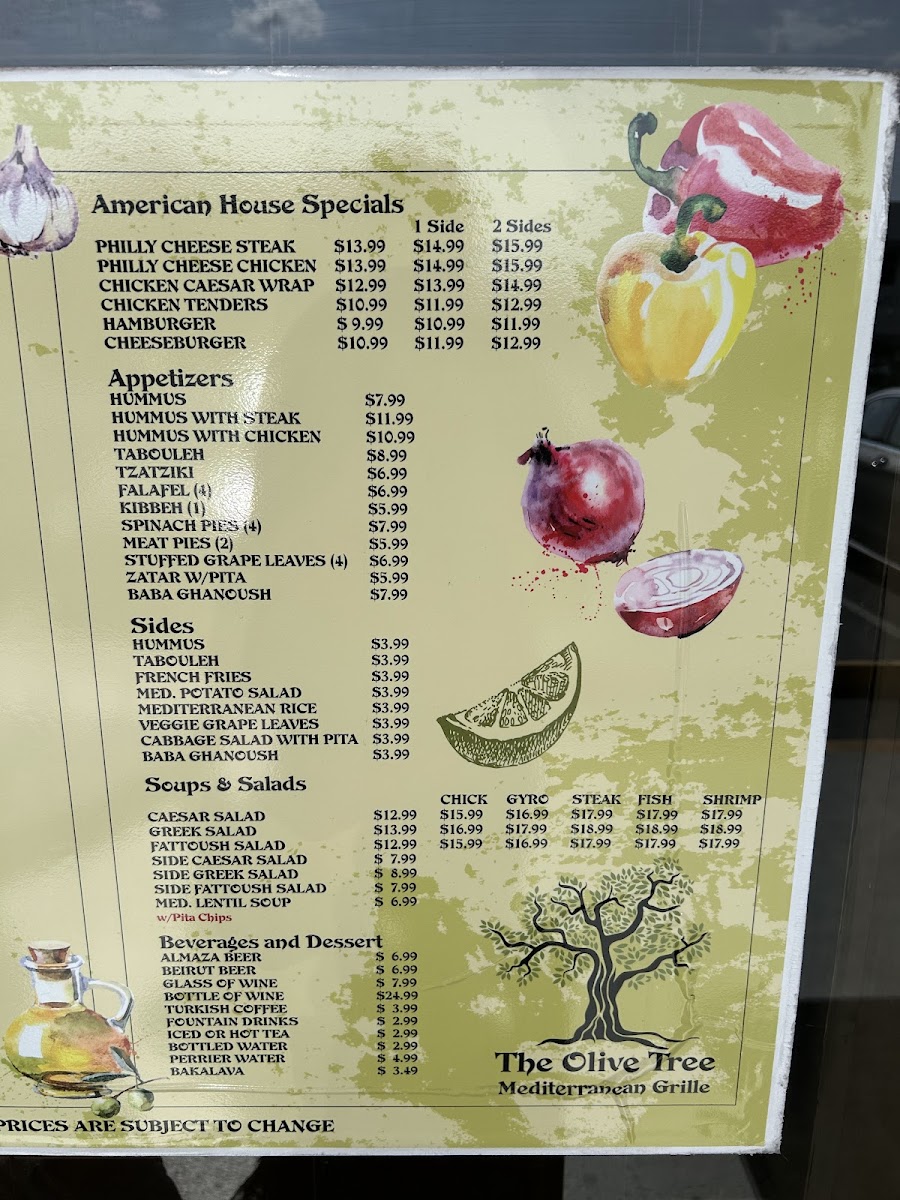 American House Specials
1 Side 2 Sides
PHILLY CHEESE STEAK $13.99 $14.99 $15.99
PHILLY CHEESE CHICKEN $13.99 $14.99 $15.99
CHICKEN CAESAR WRAP $12.99 $13.99 $14.99
CHICKEN TENDERS $10.99 $11.99 $12.99
HAMBURGER $ 9.99 $10.99 $11.99
CHEESEBURGER $10.99 $11.99 $12.99
Appetizers
HUMMUS $7.99
HUMMUS WITH STEAK $11.99
HUMMUS WITH CHICKEN $10.99
TABOULEH $8.99
TZATZIKI $6.99
FALAFEL (4) $6.99
KIBBEH (1) $5.99
SPINACH PIES (4) $7.99
MEAT PIES (2) $5.99
STUFFED GRAPE LEAVES (4) $6.99
ZATAR W/PITA $5.99
BABA GHANOUSH $7.99
Sides
HUMMUS $3.99
TABOULEH $3.99
FRENCH FRIES $3.99
MED. POTATO SALAD $3.99
MEDITERRANEAN RICE $3.99
VEGGIE GRAPE LEAVES $3.99
CABBAGE SALAD WITH PITA $3.99
BABA GHANOUSH $3.99
Soups & Salads
CHICK GYRO STEAK FISH SHRIMP
CAESAR SALAD $12.99 $15.99 $16.99 $17.99 $17.99 $17.99
GREEK SALAD $13.99 $16.99 $17.99 $18.99 $18.99 $18.99
FATTOUSH SALAD $12.99 $15.99 $16.99 $17.99 $17.99 $17.99
SIDE CAESAR SALAD $ 7.99
SIDE GREEK SALAD $ 8.99
SIDE FATTOUSH SALAD $ 7.99
MED. LENTIL SOUP $ 6.99
w/Pita Chips
Beverages and Dessert
ALMAZA BEER $ 6.99
BEIRUT BEER $ 6.99
GLASS OF WINE $ 7.99
BOTTLE OF WINE $24.99
TURKISH COFFEE $ 3.99
FOUNTAIN DRINKS $ 2.99
ICED OR HOT TEA $ 2.99
BOTTLED WATER $ 2.99
PERRIER WATER $ 4.99
BAKALAVA $ 3.49
The Olive Tree
Mediterranean Grille
PRICES ARE SUBJECT TO CHANGE